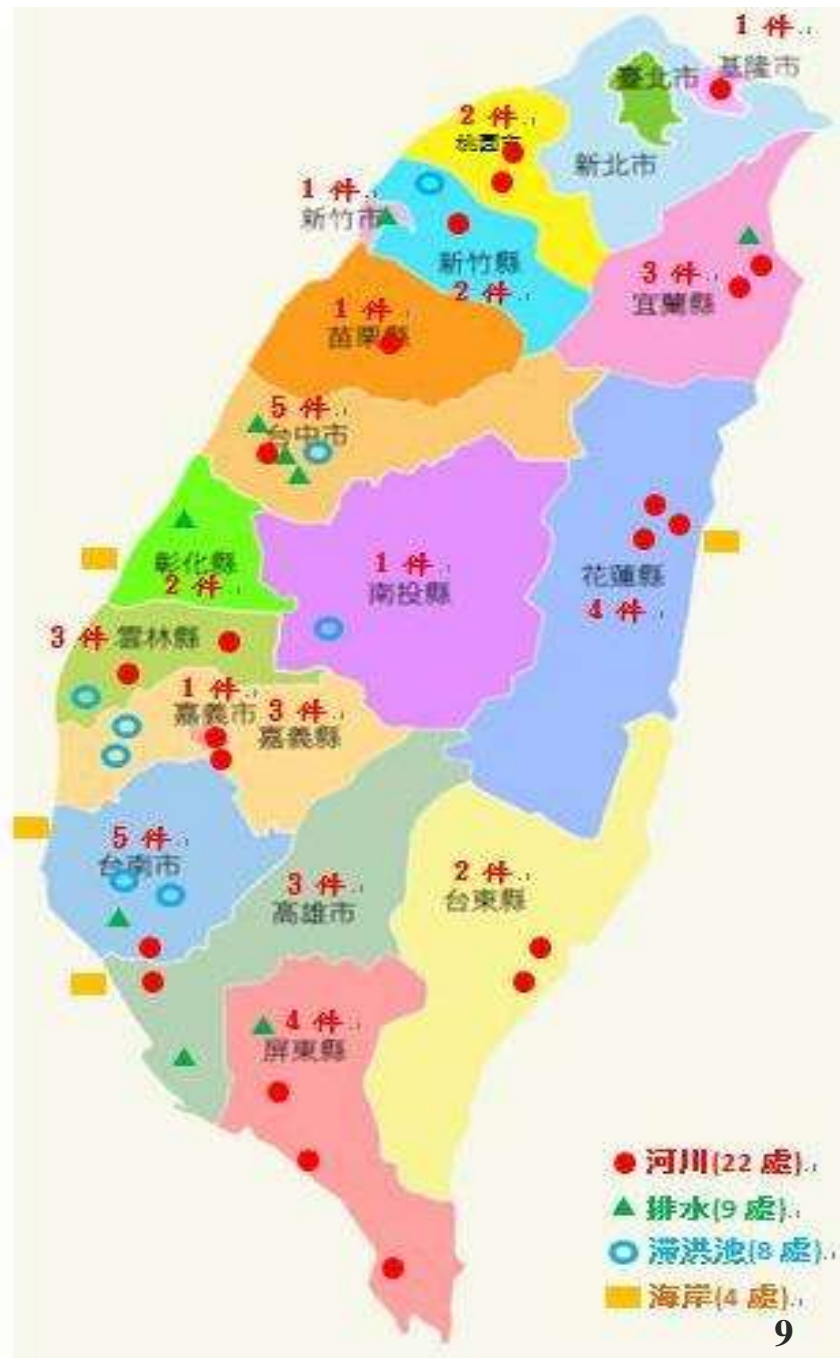 1 件
基隆市
臺北市
2 件
桃園市
新北市
1 件
新竹市
新竹縣
2 件
3 件
宜蘭縣
1 件
苗栗縣
5 件
台中市
彰化縣
2 件
1 件
南投縣
花蓮縣
4 件
3 件 雲林縣
1 件
嘉義市
3 件
嘉義縣
5 件
台南市
3 件
高雄市
2 件
台東縣
4 件
屏東縣
河川(22 處)
排水(9 處)
滯洪池(8 處)
海岸(4 處)
9